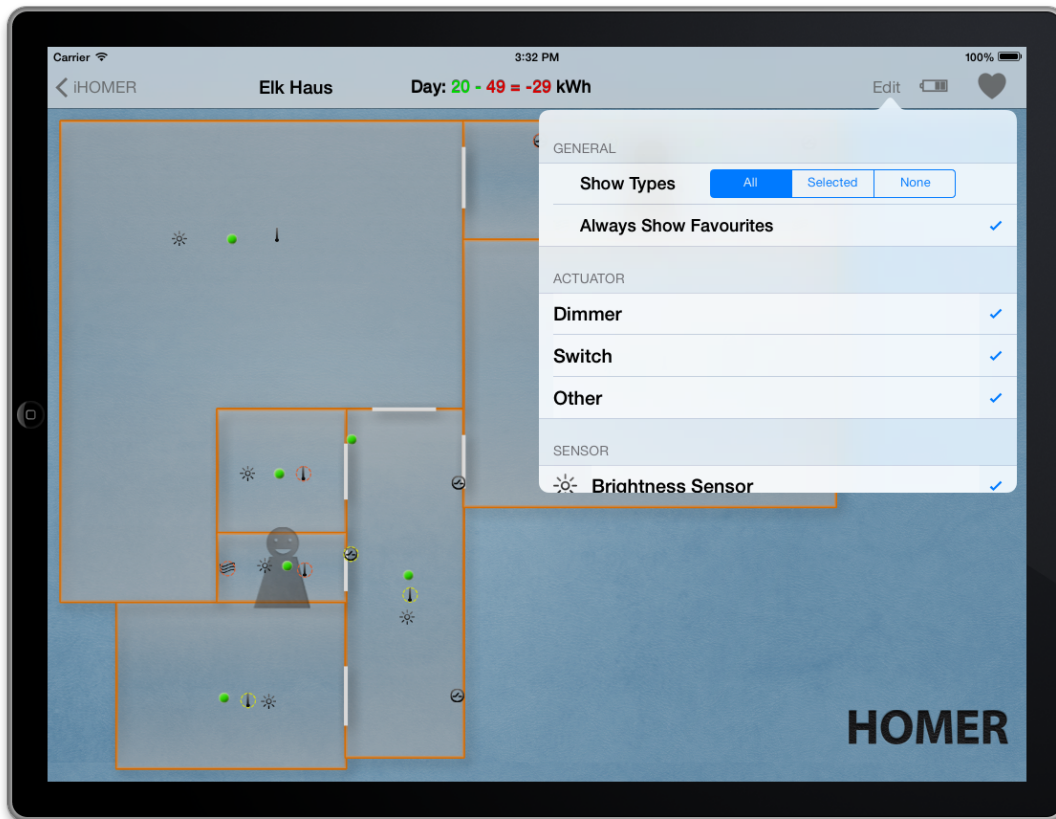 Carrier 3:32 PM 100%
iHOMER Elk Haus Day: 20 - 49 = -29 kWh Edit
GENERAL
Show Types All Selected None
Always Show Favourites
ACTUATOR
Dimmer
Switch
Other
SENSOR
Brightness Sensor
HOMER